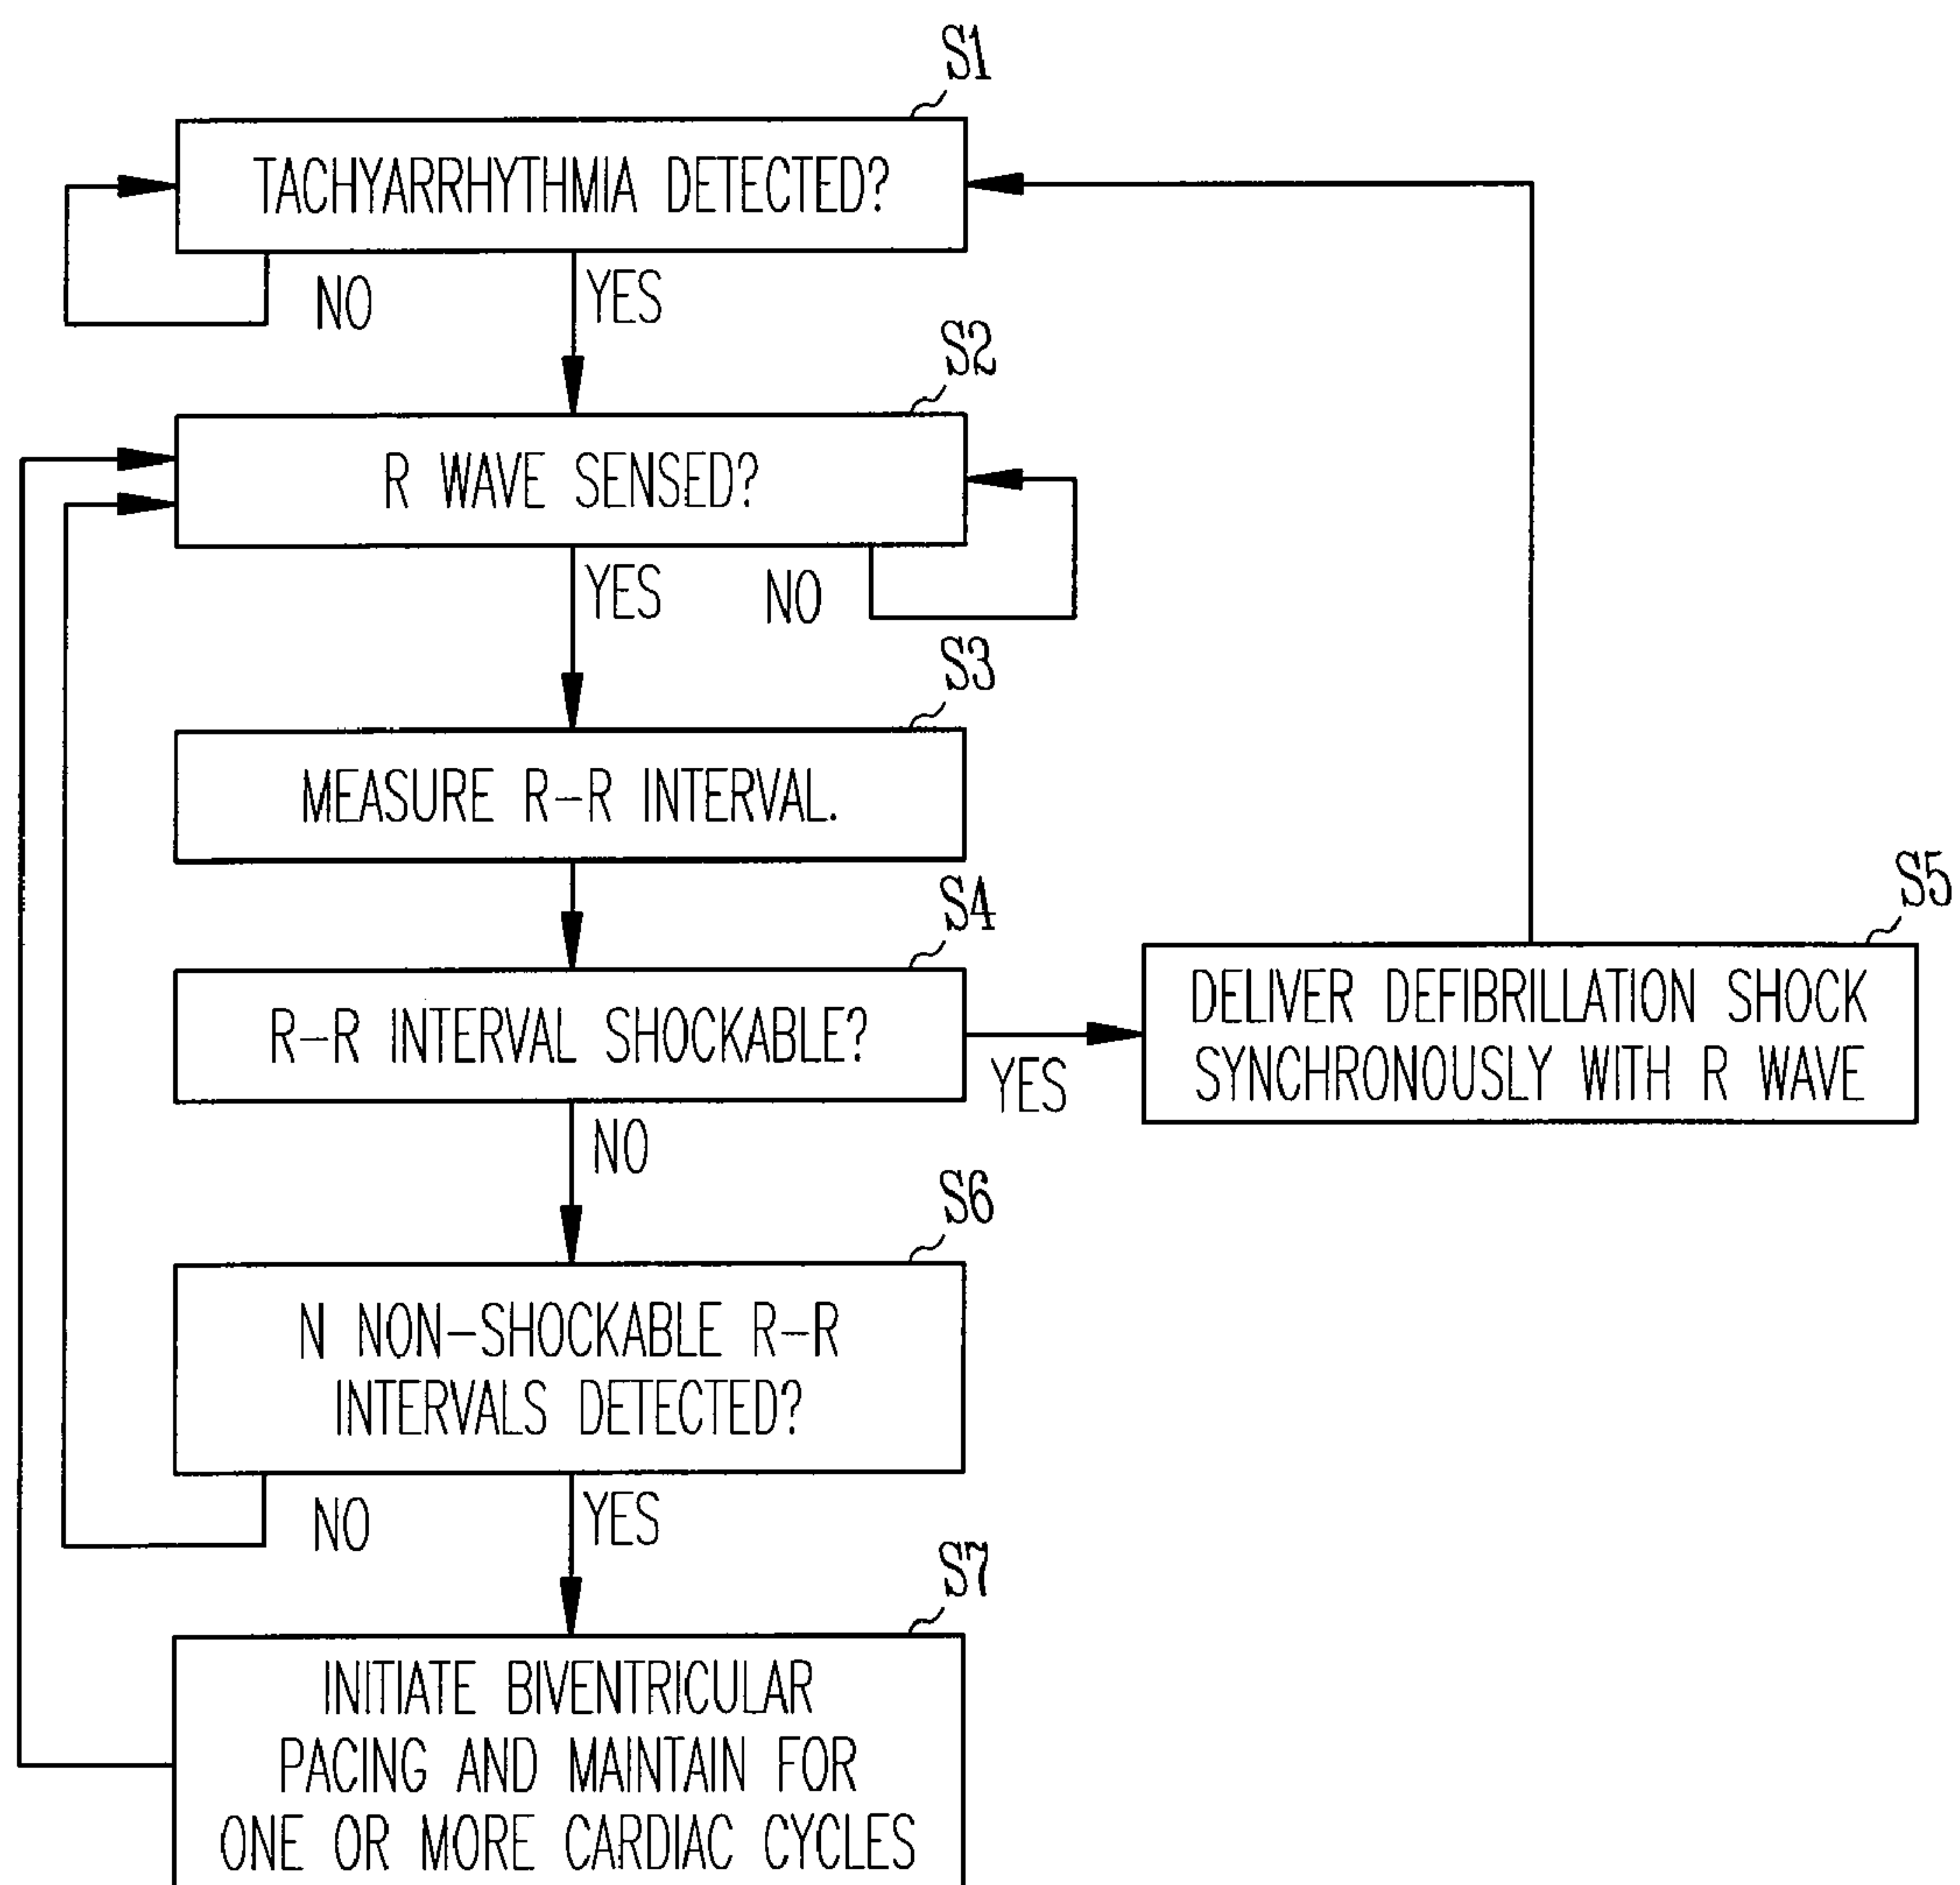 S1
TACHYARRHYTHMIA DETECTED?
NO
YES
S2
R WAVE SENSED?
YES
NO
S3
MEASURE R-R INTERVAL.
S4
R-R INTERVAL SHOCKABLE?
YES
NO
S5
DELIVER DEFIBRILLATION SHOCK
SYNCHRONOUSLY WITH R WAVE
S6
N NON-SHOCKABLE R-R
INTERVALS DETECTED?
NO
YES
S7
INITIATE BIVENTRICULAR
PACING AND MAINTAIN FOR
ONE OR MORE CARDIAC CYCLES